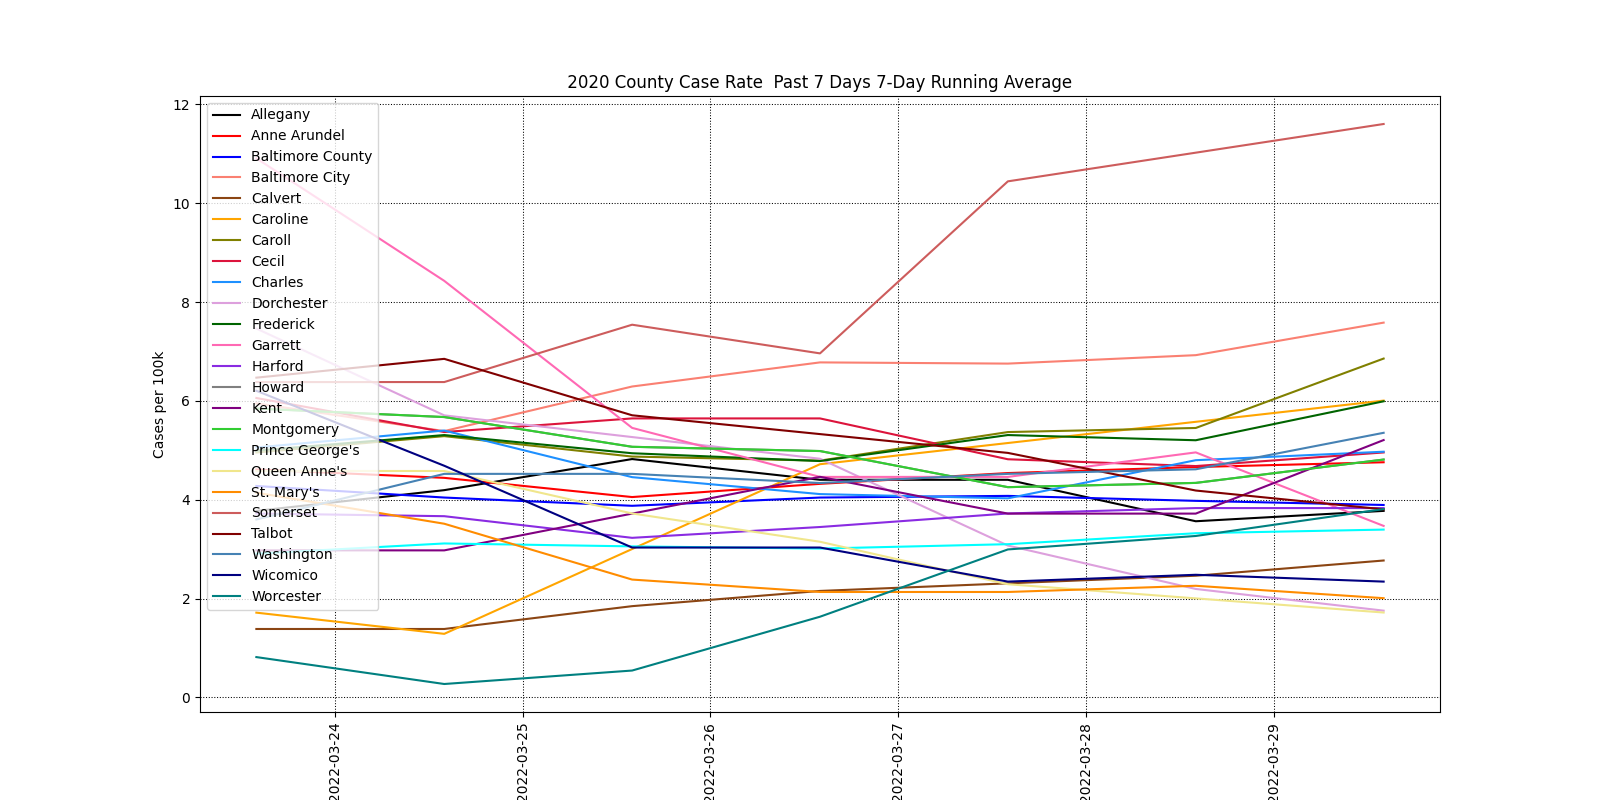 2020 County Case Rate  Past 7 Days 7-Day Running Average
Cases per 100k
12
10
8
6
4
2
0
Allegany
Anne Arundel
Baltimore County
Baltimore City
Calvert
Caroline
Caroll
Cecil
Charles
Dorchester
Frederick
Garrett
Harford
Howard
Kent
Montgomery
Prince George's
Queen Anne's
St. Mary's
Somerset
Talbot
Washington
Wicomico
Worcester
2022-03-24
2022-03-25
2022-03-26
2022-03-27
2022-03-28
2022-03-29